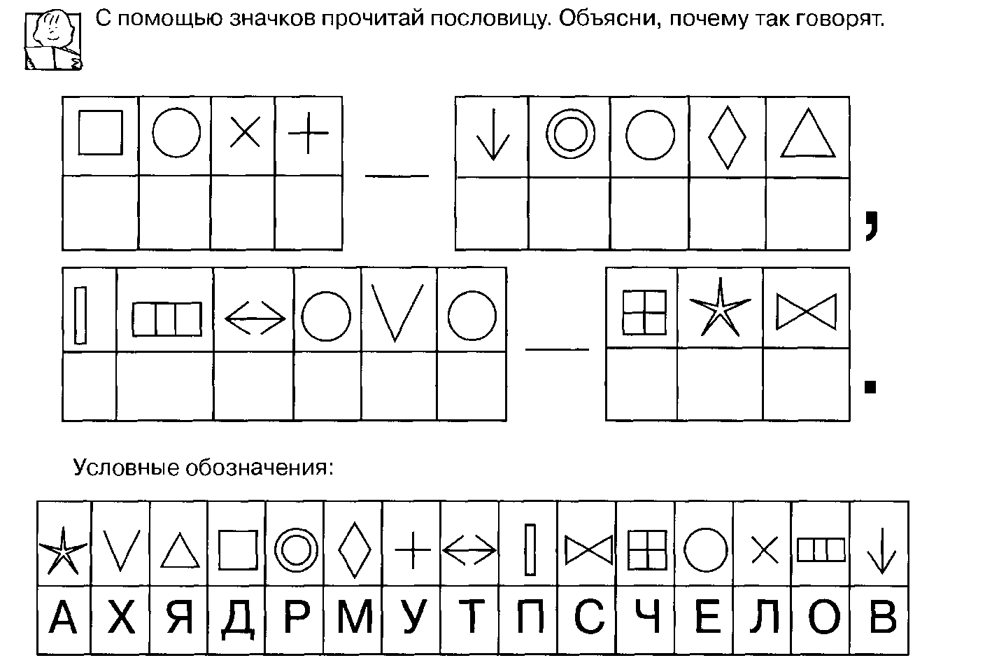 С помощью значков прочитай пословицу. Объясни, почему так говорят.
— ,
— .
Условные обозначения:
А Х Я Д Р М У Т П С Ч Е Л О В